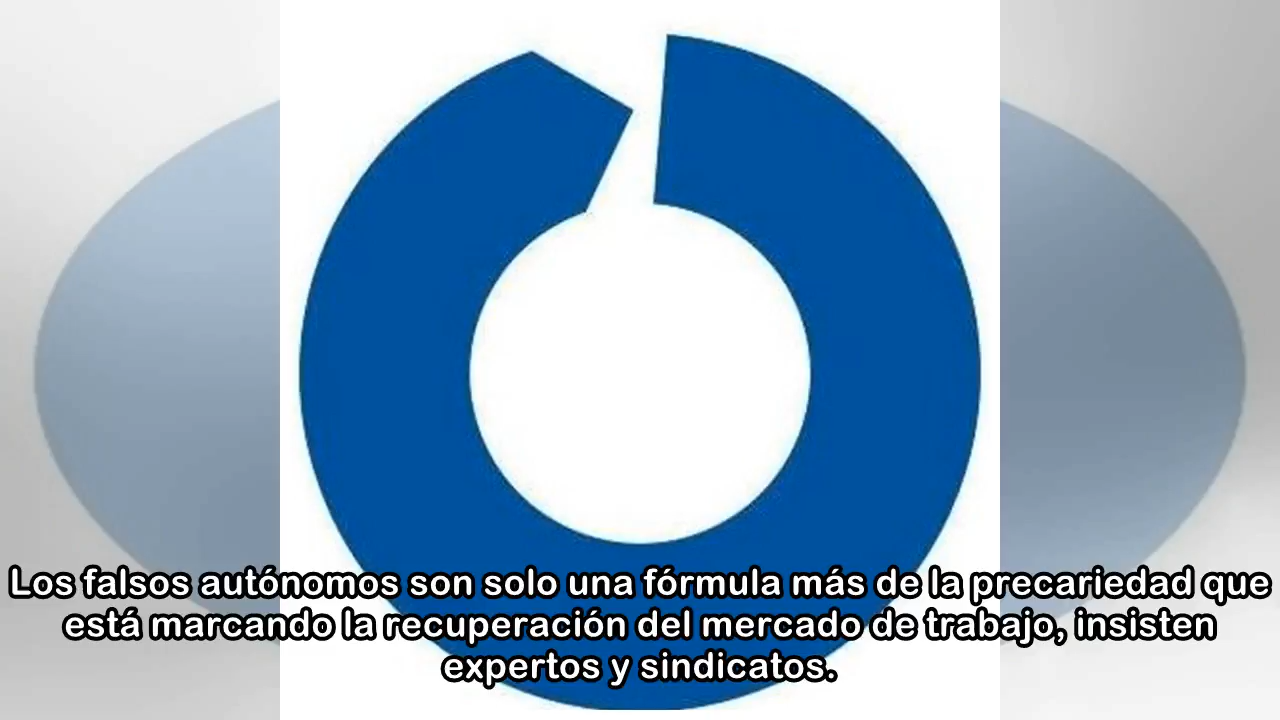 Los falsos autónomos son solo una fórmula más de la precariedad que
está marcando la recuperación del mercado de trabajo, insisten
expertos y sindicatos.